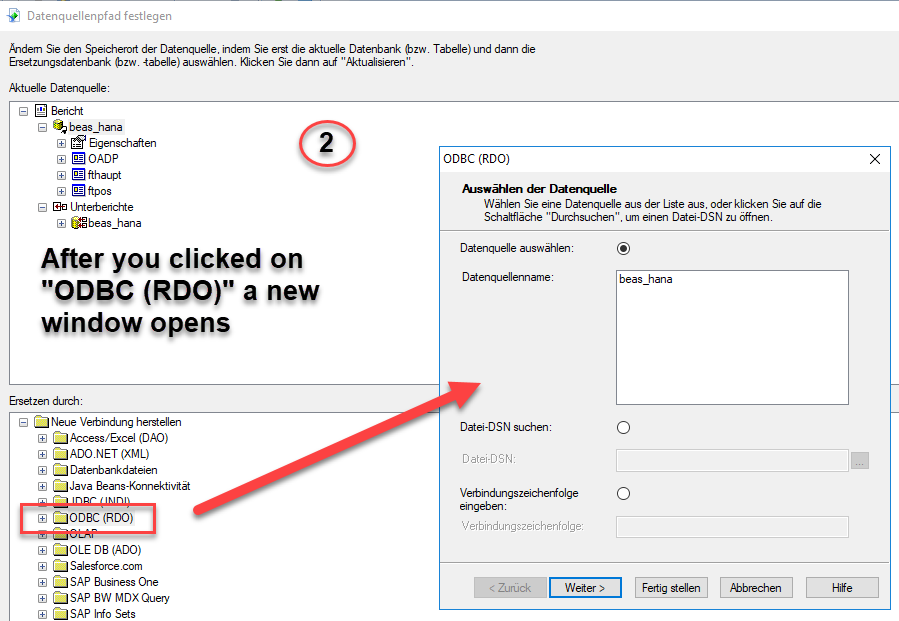 Datenquellenpfad festlegen
Ändern Sie den Speicherort der Datenquelle, indem Sie erst die aktuelle Datenbank (bzw. Tabelle) und dann die
Ersetzungsdatenbank (bzw. -tabelle) auswählen. Klicken Sie dann auf "Aktualisieren".
Aktuelle Datenquelle:
Bericht
beas_hana
Eigenschaften
OADP
fthaupt
ftpos
Unterberichte
beas_hana
2
After you clicked on
"ODBC (RDO)" a new
window opens
Ersetzen durch:
Neue Verbindung herstellen
Access/Excel (DAO)
ADO.NET (XML)
Datenbankdateien
Java Beans-Konnektivität
JDBC (JNDI)
ODBC (RDO)
OLAP
OLE DB (ADO)
Salesforce.com
SAP Business One
SAP BW MDX Query
SAP Info Sets
ODBC (RDO)
Auswählen der Datenquelle
Wählen Sie eine Datenquelle aus der Liste aus, oder klicken Sie auf die
Schaltfläche "Durchsuchen", um einen Datei-DSN zu öffnen.
Datenquelle auswählen:
Datenquellenname:
beas_hana
Datei-DSN suchen:
Datei-DSN:
...
Verbindungszeichenfolge
eingeben:
Verbindungszeichenfolge:
< Zurück
Weiter >
Fertig stellen
Abbrechen
Hilfe